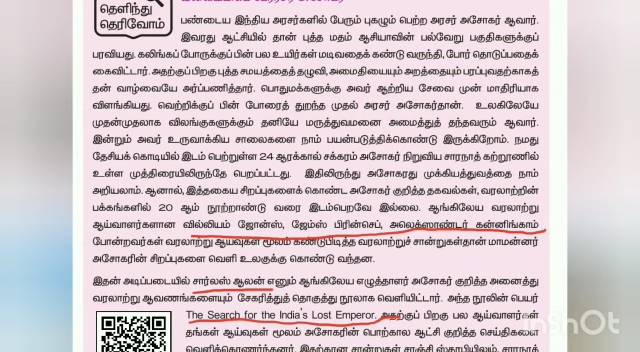 தெளிந்து
தெரிவோம்
பண்டைய இந்திய அரசர்களில் பேரும் புகழும் பெற்ற அரசர் அசோகர் ஆவார்.
இவரது ஆட்சியில் தான் புத்த மதம் ஆசியாவின் பல்வேறு பகுதிகளுக்குப்
பரவியது. கலிங்கப் போருக்குப் பின் பல உயிர்கள் மடிவதைக் கண்டு வருந்தி, போர் தொடுப்பதைக்
கைவிட்டார். அதற்குப் பிறகு புத்த சமயத்தைத் தழுவி, அமைதியையும் அறத்தையும் பரப்புவதற்காகத்
தன் வாழ்வையே அர்ப்பணித்தார். பொதுமக்களுக்கு அவர் ஆற்றிய சேவை முன் மாதிரியாக
விளங்கியது. வெற்றிக்குப் பின் போரைத் துறந்த முதல் அரசர் அசோகர்தான். உலகிலேயே
முதன்முதலாக விலங்குகளுக்கும் தனியே மருத்துவமனை அமைத்துத் தந்தவரும் ஆவார்.
இன்றும் அவர் உருவாக்கிய சாலைகளை நாம் பயன்படுத்திக்கொண்டு இருக்கிறோம். நமது
தேசியக் கொடியில் இடம் பெற்றுள்ள 24 ஆரக்கால் சக்கரம் அசோகர் நிறுவிய சாரநாத் கற்றூணில்
உள்ள முத்திரையிலிருந்தே பெறப்பட்டது. இதிலிருந்து அசோகரது முக்கியத்துவத்தை நாம்
அறியலாம். ஆனால், இத்தகைய சிறப்புகளைக் கொண்ட அசோகர் குறித்த தகவல்கள், வரலாற்றின்
பக்கங்களில் 20 ஆம் நூற்றாண்டு வரை இடம்பெறவே இல்லை. ஆங்கிலேய வரலாற்று
ஆய்வாளர்களான வில்லியம் ஜோன்ஸ், ஜேம்ஸ் பிரின்செப், அலெக்ஸாண்டர் கன்னிங்காம்
போன்றவர்கள் வரலாற்று ஆய்வுகள் மூலம் கண்டுபிடித்த வரலாற்றுச் சான்றுகள்தான் மாமன்னர்
அசோகரின் சிறப்புகளை வெளி உலகுக்கு கொண்டு வந்தன.
இதன் அடிப்படையில் சார்லஸ் ஆலன் எனும் ஆங்கிலேய எழுத்தாளர் அசோகர் குறித்த அனைத்து
வரலாற்று ஆவணங்களையும் சேகரித்துத் தொகுத்து நூலாக வெளியிட்டார். அந்த நூலின் பெயர்
The Search for the India's Lost Emperor. அதற்குப் பிறகு பல ஆய்வாளர்கள்
தங்கள் ஆய்வுகள் மூலம் அசோகரின் பொற்கால ஆட்சி குறித்த செய்திகளை
வெளிக்கொணர்ந்தனர். இதற்கான சான்றுகள் சாஞ்சி ஸ்தூபியிலும், சாரநாத்
InShOt